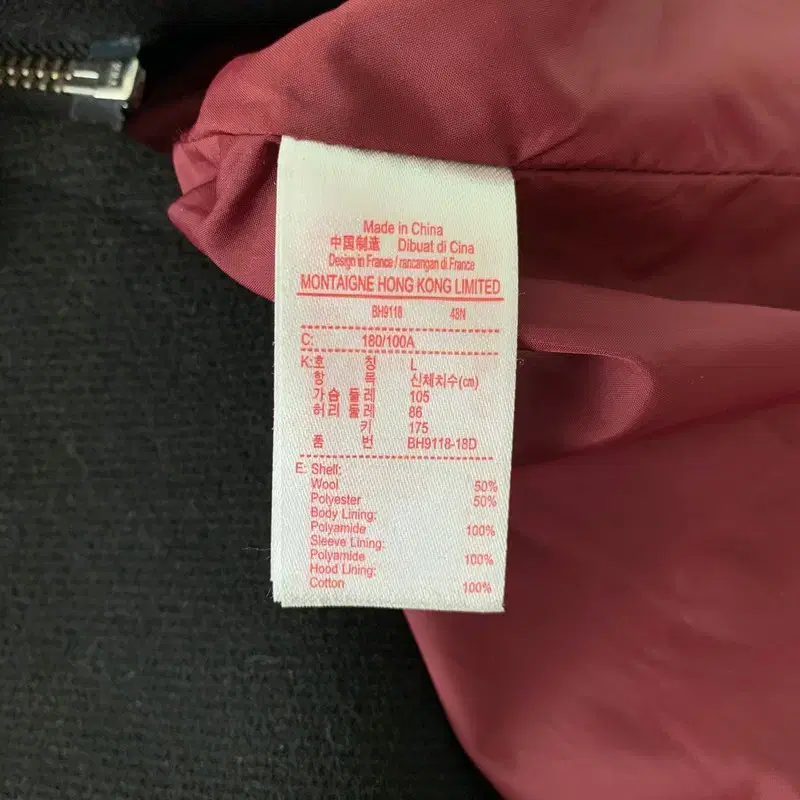 Made in China
中国制造 Dibuat di Cina
Design in France / rancangan di France
MONTAIGNE HONG KONG LIMITED
BH9118 48N
C: 180/100A
K: 호 칭 L
항 목 신체치수(cm)
가슴 둘레 105
허리 둘레 86
키 175
품 번 BH9118-18D
E: Shell:
Wool 50%
Polyester 50%
Body Lining:
Polyamide 100%
Sleeve Lining:
Polyamide 100%
Hood Lining:
Cotton 100%